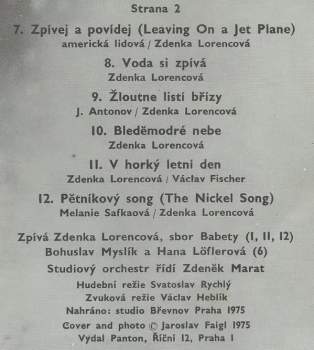 Strana 2
7. Zpívej a povídej (Leaving On a Jet Plane)
americká lidová / Zdenka Lorencová
8. Voda si zpívá
Zdenka Lorencová
9. Žloutne listí břízy
J. Antonov / Zdenka Lorencová
10. Bleděmodré nebe
Zdenka Lorencová
11. V horký letni den
Zdenka Lorencová / Václav Fischer
12. Pětníkový song (The Nickel Song)
Melanie Safkaová / Zdenka Lorencová
Zpívá Zdenka Lorencová, sbor Babety (1, 11, 12)
Bohuslav Myslík a Hana Löflerová (6)
Studiový orchestr řídí Zdeněk Marat
Hudební režie Svatoslav Rychlý
Zvuková režie Václav Heblík
Nahráno: studio Břevnov Praha 1975
Cover and photo © Jaroslav Faigl 1975
Vydal Panton, Říční 12, Praha 1